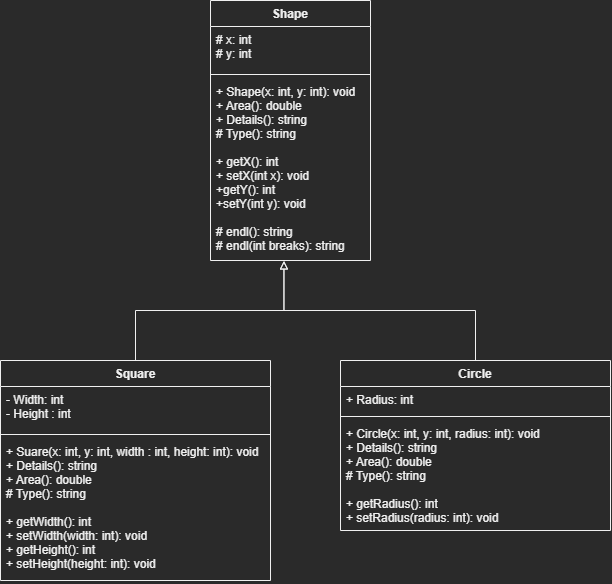 Shape
# x: int
# y: int
+ Shape(x: int, y: int): void
+ Area(): double
+ Details(): string
# Type(): string
+ getX(): int
+ setX(int x): void
+getY(): int
+setY(int y): void
# endl(): string
# endl(int breaks): string
Square
- Width: int
- Height : int
+ Suare(x: int, y: int, width : int, height: int): void
+ Details(): string
+ Area(): double
# Type(): string
+ getWidth(): int
+ setWidth(width: int): void
+ getHeight(): int
+ setHeight(height: int): void
Circle
+ Radius: int
+ Circle(x: int, y: int, radius: int): void
+ Details(): string
+ Area(): double
# Type(): string
+ getRadius(): int
+ setRadius(radius: int): void